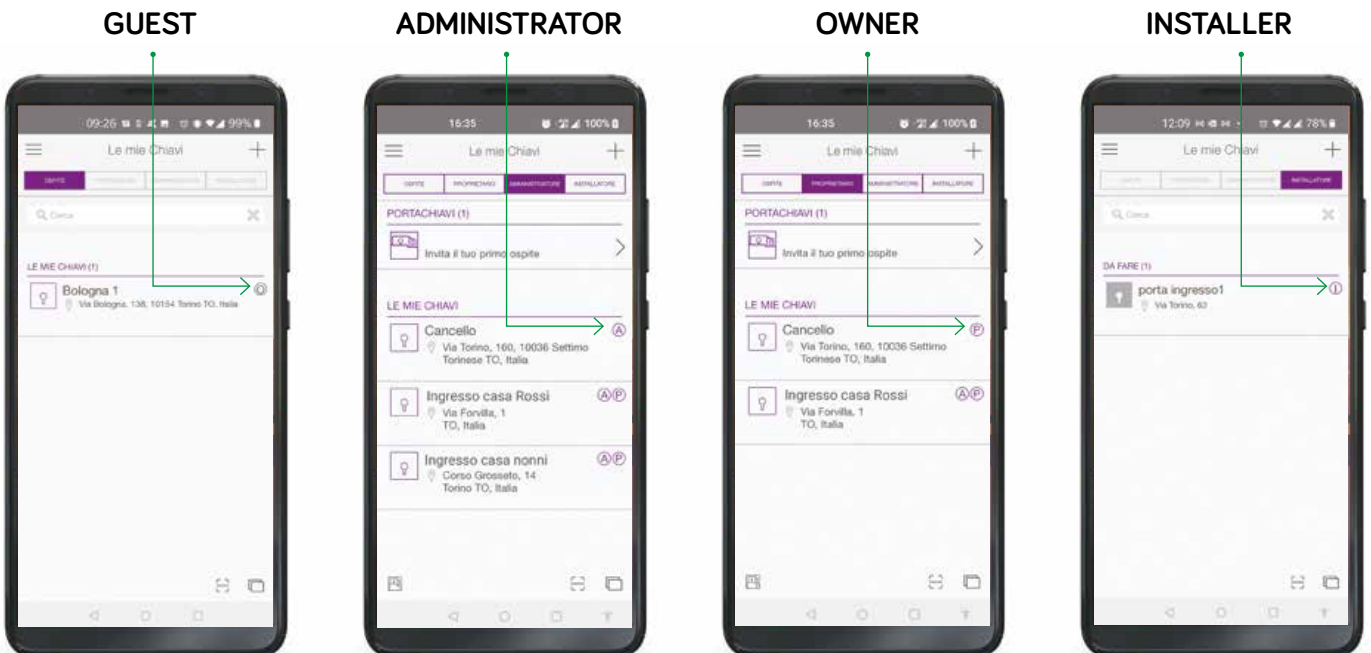 GUEST
ADMINISTRATOR
OWNER
INSTALLER
09:26
99%
Le mie Chiavi
OSPITE
Cerca
LE MIE CHIAVI (1)
Bologna 1
Via Bologna, 138, 10154 Torino TO, Italia
O
16:35
100%
Le mie Chiavi
OSPITE PROPRIETARIO AMMINISTRATORE INSTALLATORE
PORTACHIAVI (1)
Invita il tuo primo ospite
LE MIE CHIAVI
Cancello
A
Via Torino, 160, 10036 Settimo
Torinese TO, Italia
Ingresso casa Rossi
A P
Via Forvilla, 1
TO, Italia
Ingresso casa nonni
A P
Corso Grosseto, 14
Torino TO, Italia
16:35
100%
Le mie Chiavi
OSPITE PROPRIETARIO AMMINISTRATORE INSTALLATORE
PORTACHIAVI (1)
Invita il tuo primo ospite
LE MIE CHIAVI
Cancello
P
Via Torino, 160, 10036 Settimo
Torinese TO, Italia
Ingresso casa Rossi
A P
Via Forvilla, 1
TO, Italia
12:09
78%
Le mie Chiavi
INSTALLATORE
Cerca
DA FARE (1)
porta ingresso1
I
Via Torino, 63